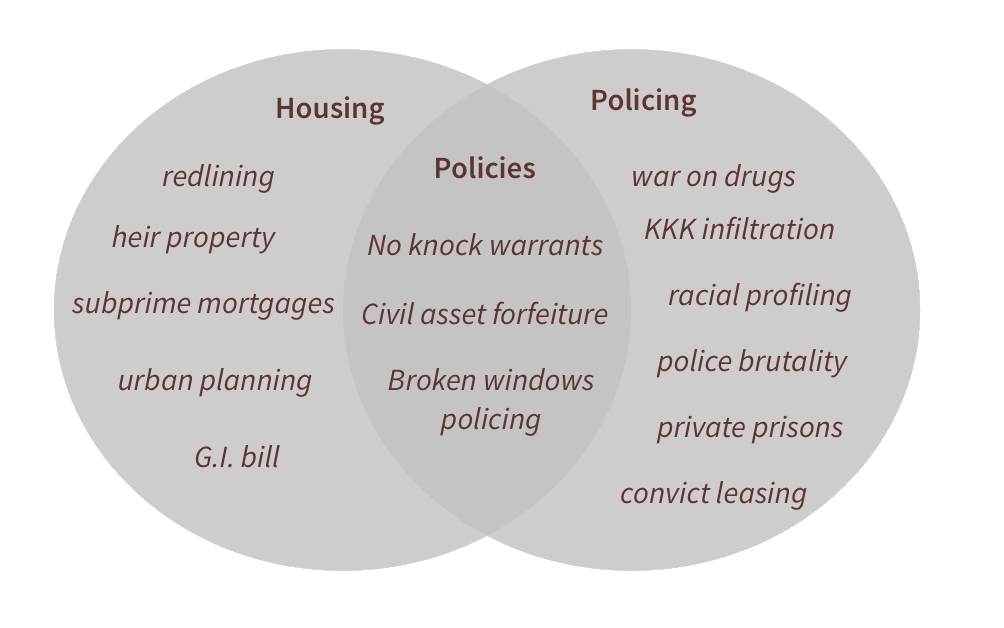 Housing
redlining
heir property
subprime mortgages
urban planning
G.I. bill
Policies
No knock warrants
Civil asset forfeiture
Broken windows
policing
Policing
war on drugs
KKK infiltration
racial profiling
police brutality
private prisons
convict leasing